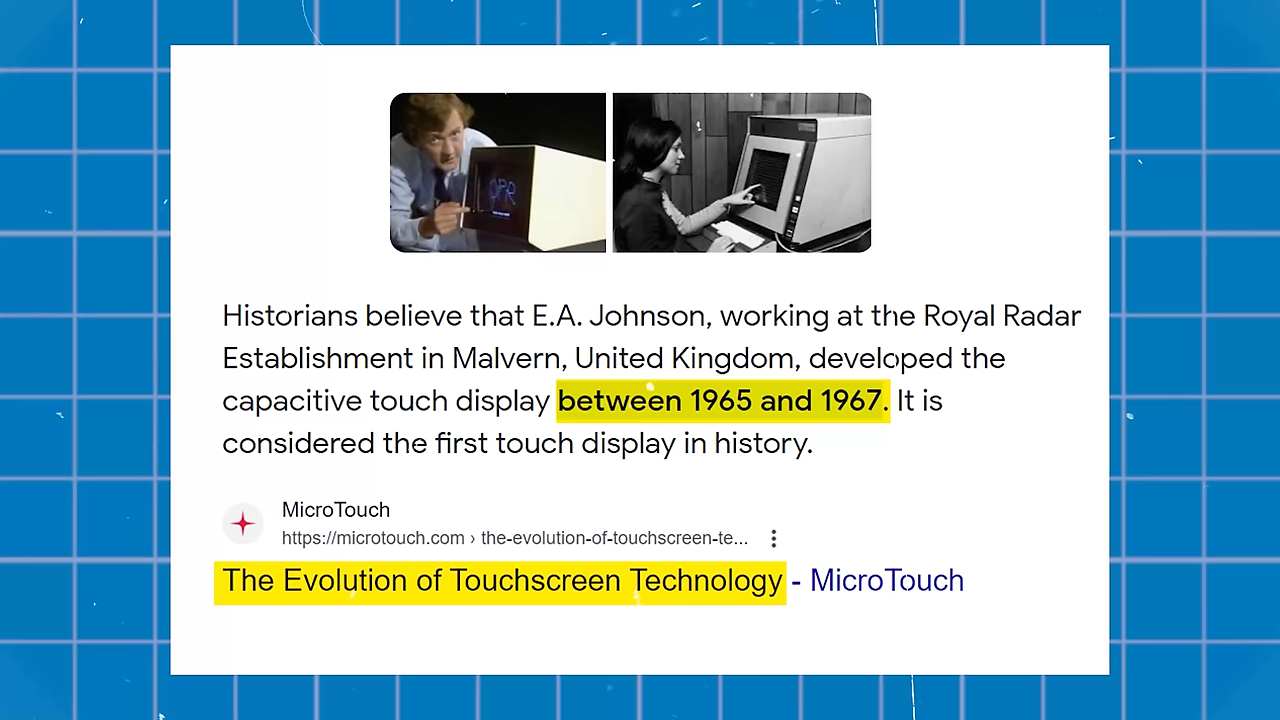 Historians believe that E.A. Johnson, working at the Royal Radar
Establishment in Malvern, United Kingdom, developed the
capacitive touch display between 1965 and 1967. It is
considered the first touch display in history.
MicroTouch
https://microtouch.com › the-evolution-of-touchscreen-te...
The Evolution of Touchscreen Technology - MicroTouch